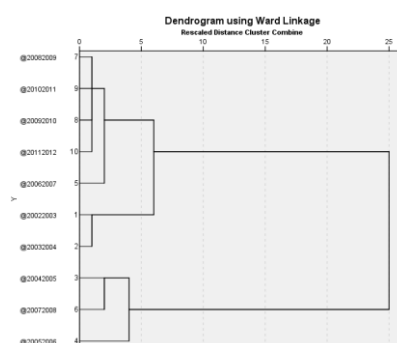 Dendrogram using Ward Linkage
Rescaled Distance Cluster Combine
0 5 10 15 20 25
@20082009 7
@20102011 9
@20092010 8
@20112012 10
@20062007 5
Y
@20022003 1
@20032004 2
@20042005 3
@20072008 6
@20052006 4